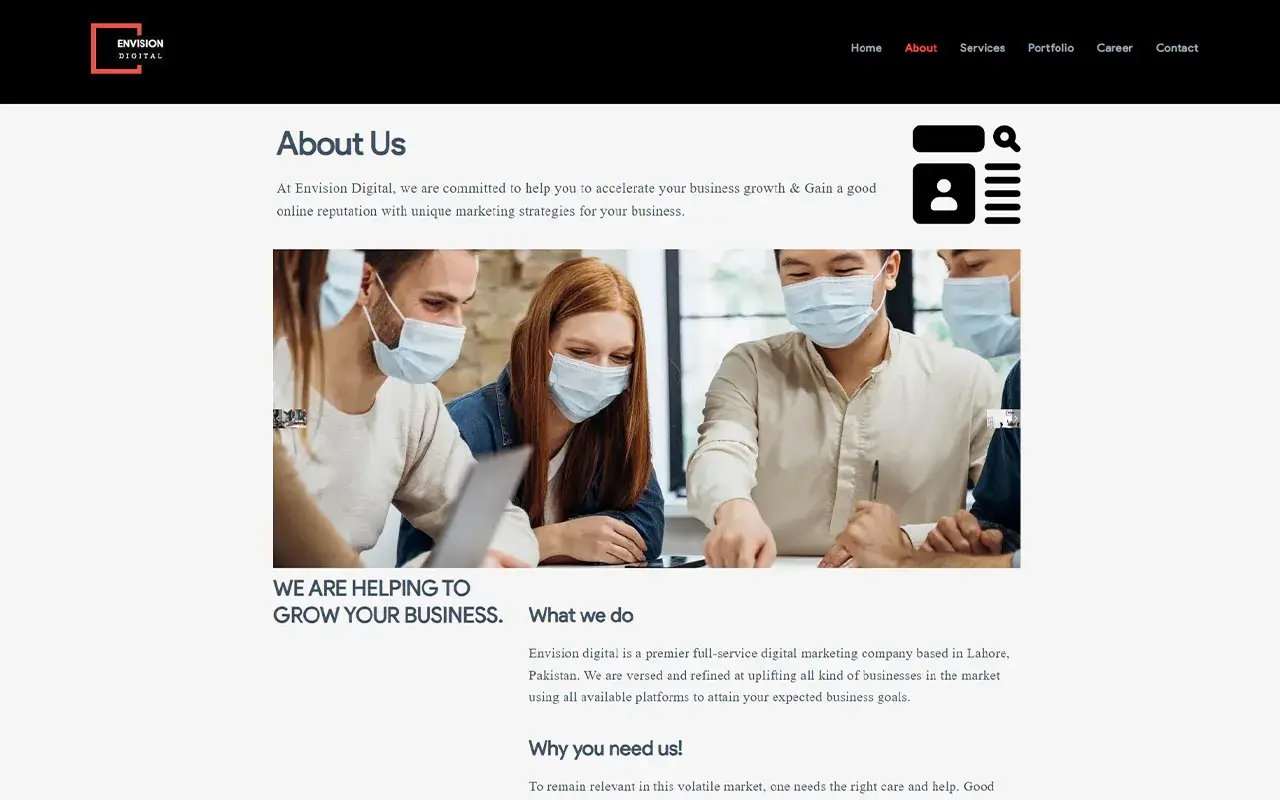 ENVISION
DIGITAL
Home About Services Portfolio Career Contact
About Us
At Envision Digital, we are committed to help you to accelerate your business growth & Gain a good
online reputation with unique marketing strategies for your business.
WE ARE HELPING TO
GROW YOUR BUSINESS.
What we do
Envision digital is a premier full-service digital marketing company based in Lahore,
Pakistan. We are versed and refined at uplifting all kind of businesses in the market
using all available platforms to attain your expected business goals.
Why you need us!
To remain relevant in this volatile market, one needs the right care and help. Good